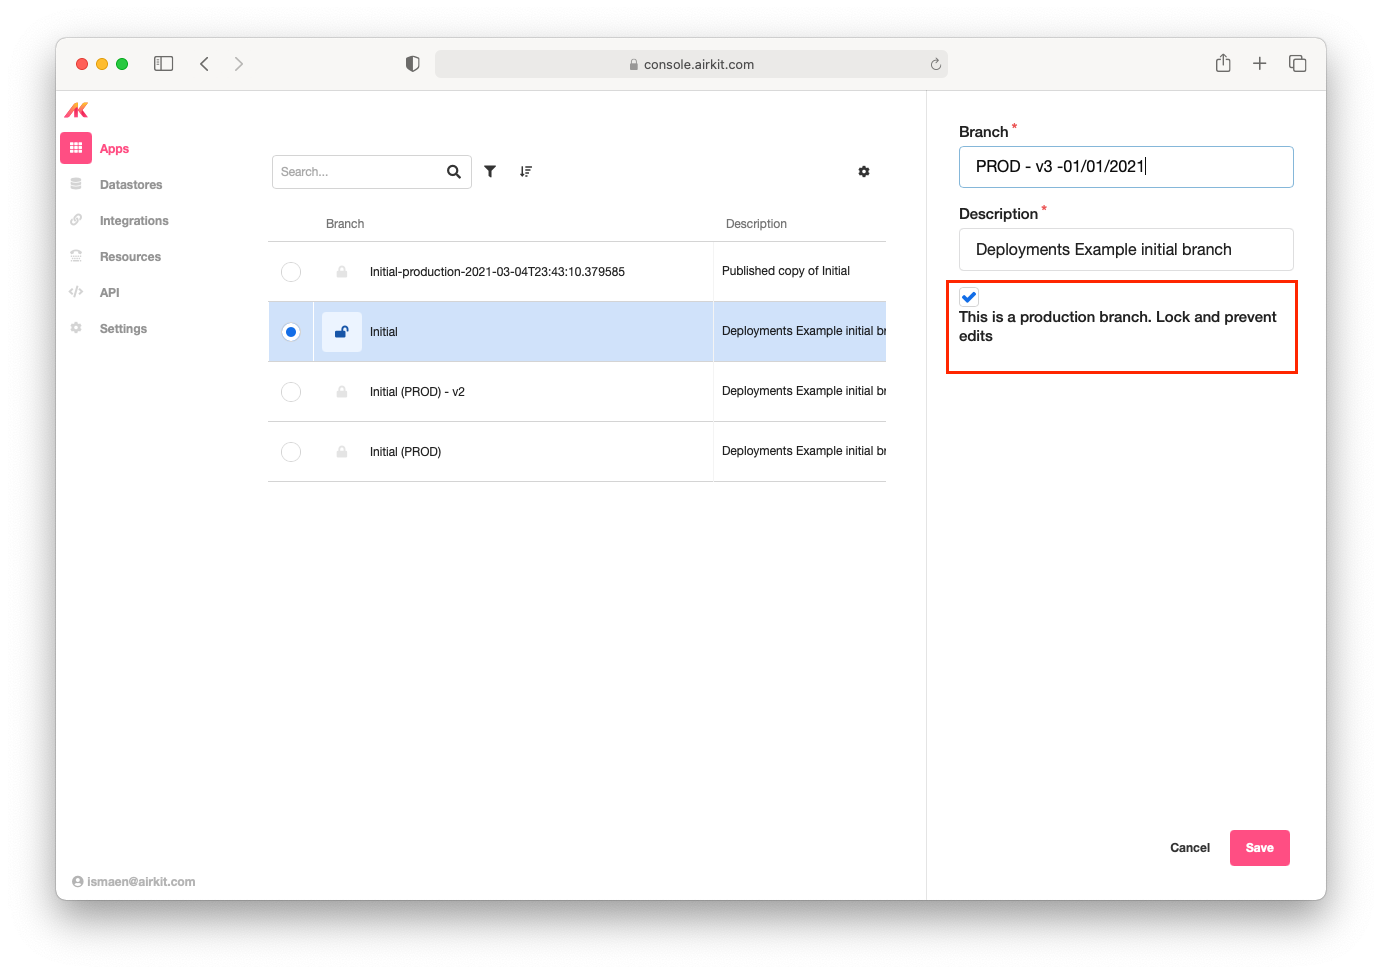 console.airkit.com
Apps
Datastores
Integrations
Resources
API
Settings
Search...
Branch Description
Initial-production-2021-03-04T23:43:10.379585 Published copy of Initial
Initial Deployments Example initial br
Initial (PROD) - v2 Deployments Example initial br
Initial (PROD) Deployments Example initial br
Branch *
PROD - v3 -01/01/2021
Description *
Deployments Example initial branch
This is a production branch. Lock and prevent
edits
Cancel Save
ismaen@airkit.com